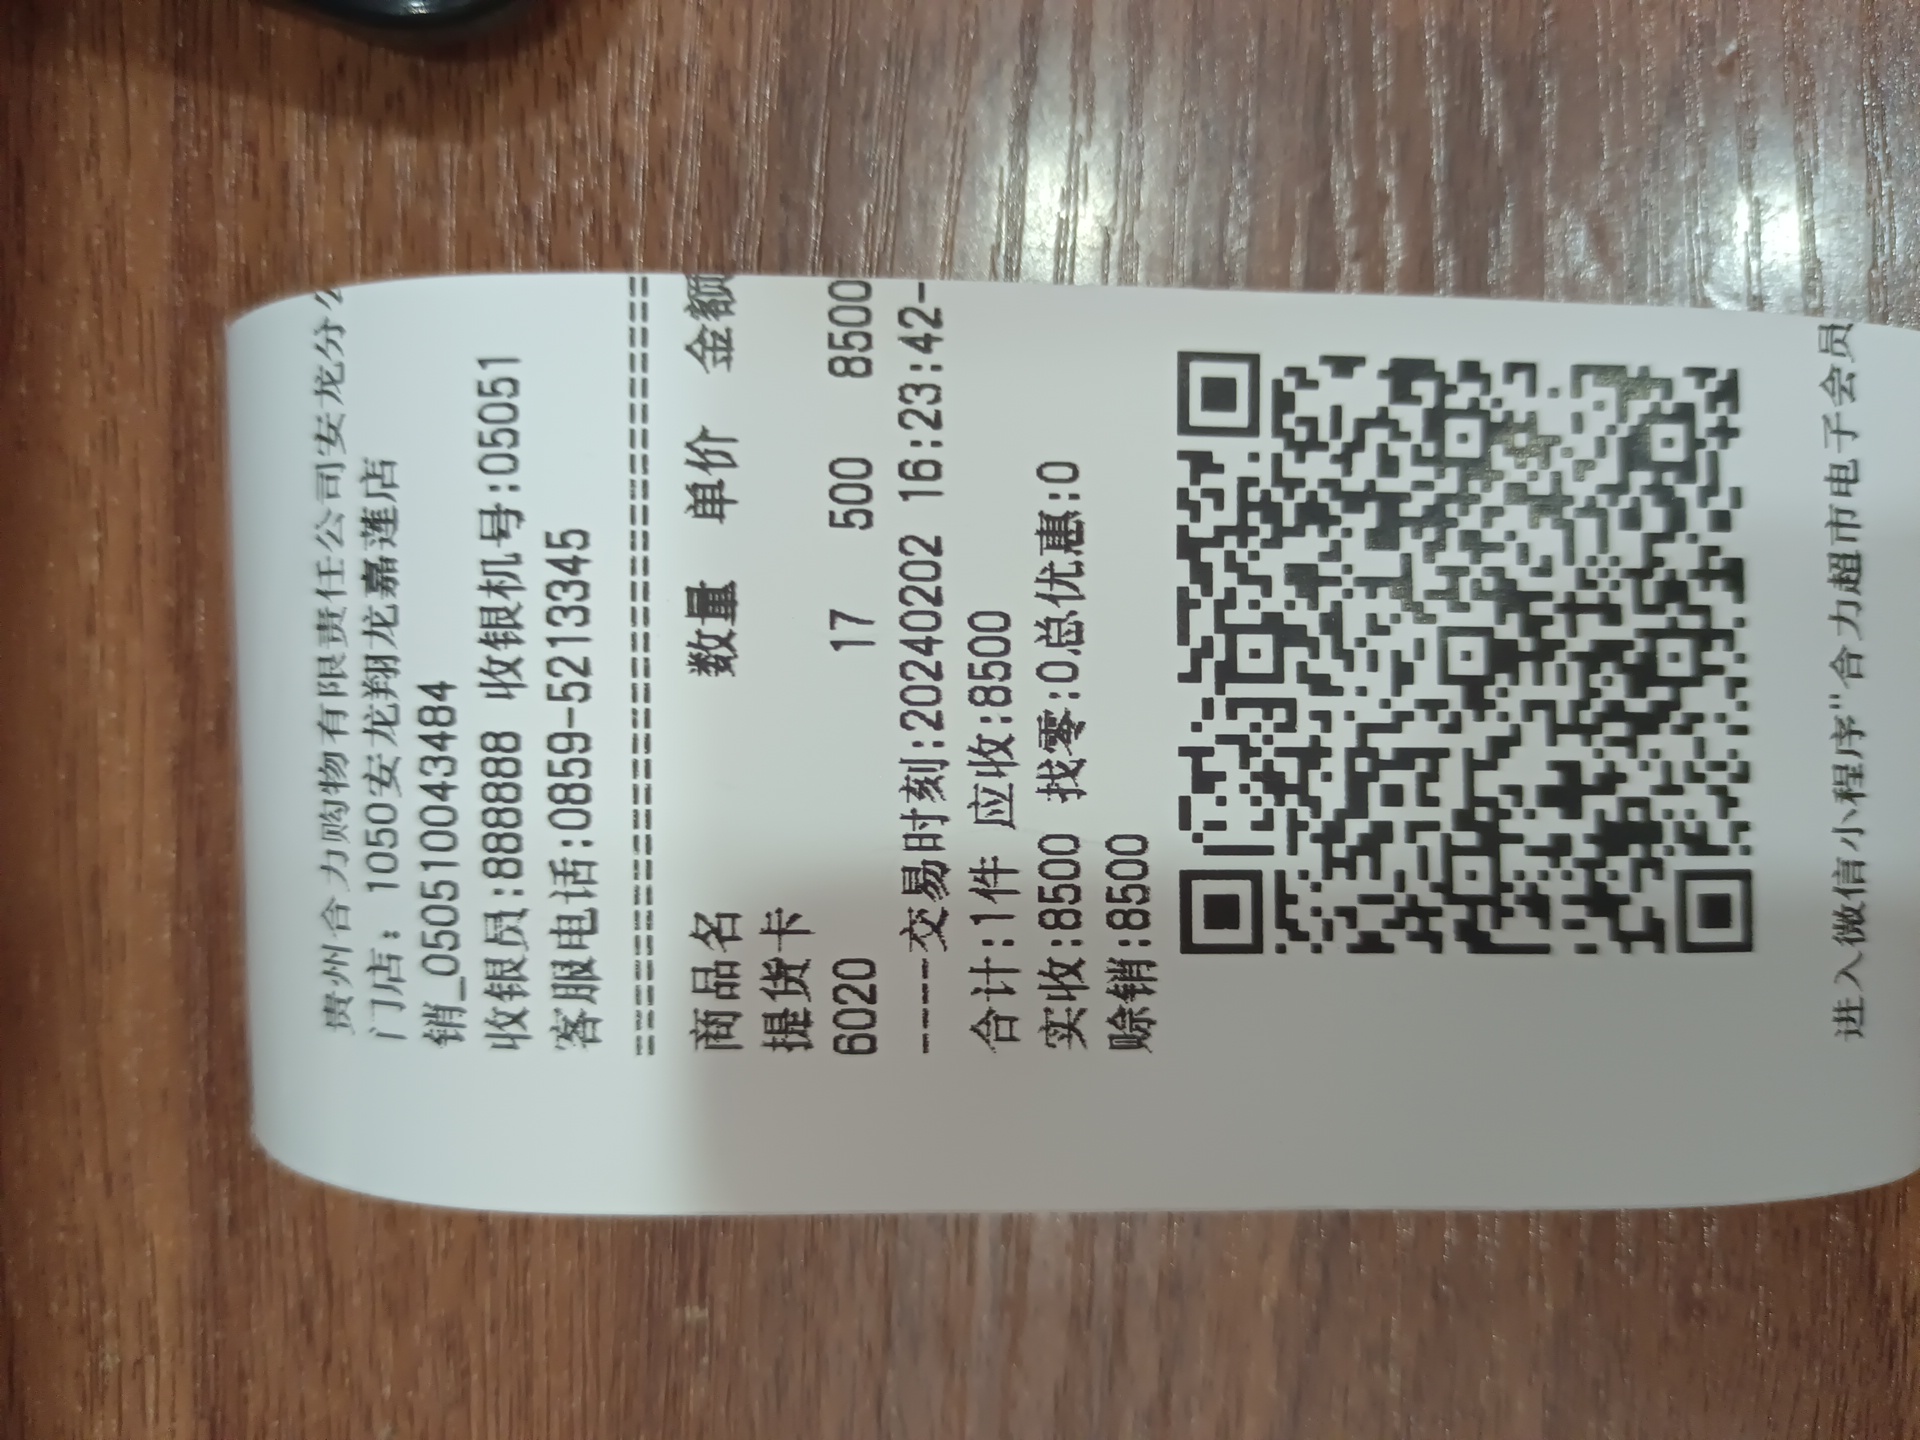 贵州合力购物有限责任公司安龙分公
门店：1050安龙翔龙嘉莲店
销_050510043484
收银员:888888 收银机号:05051
客服电话:0859-5213345
================================
商品名 数量 单价 金额
提货卡
6020 17 500 8500
----交易时刻:20240202 16:23:42-
合计:1件 应收:8500
实收:8500 找零:0总优惠:0
赊销:8500
进入微信小程序"合力超市电子会员